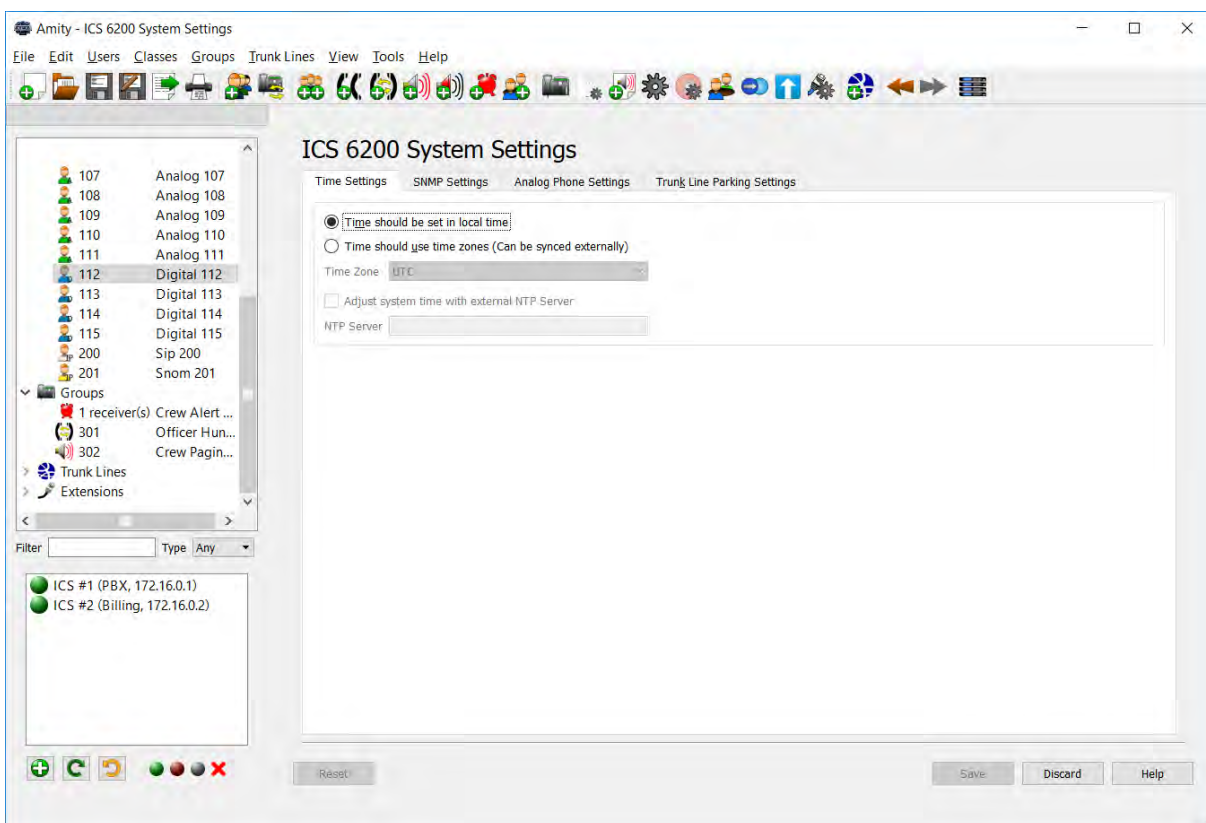 Amity - ICS 6200 System Settings
File Edit Users Classes Groups Trunk Lines View Tools Help
107 Analog 107
108 Analog 108
109 Analog 109
110 Analog 110
111 Analog 111
112 Digital 112
113 Digital 113
114 Digital 114
115 Digital 115
200 Sip 200
201 Snom 201
Groups
1 receiver(s) Crew Alert ...
301 Officer Hun...
302 Crew Pagin...
Trunk Lines
Extensions
Filter Type Any
ICS #1 (PBX, 172.16.0.1)
ICS #2 (Billing, 172.16.0.2)
ICS 6200 System Settings
Time Settings SNMP Settings Analog Phone Settings Trunk Line Parking Settings
Time should be set in local time
Time should use time zones (Can be synced externally)
Time Zone UTC
Adjust system time with external NTP Server
NTP Server
Reset Save Discard Help